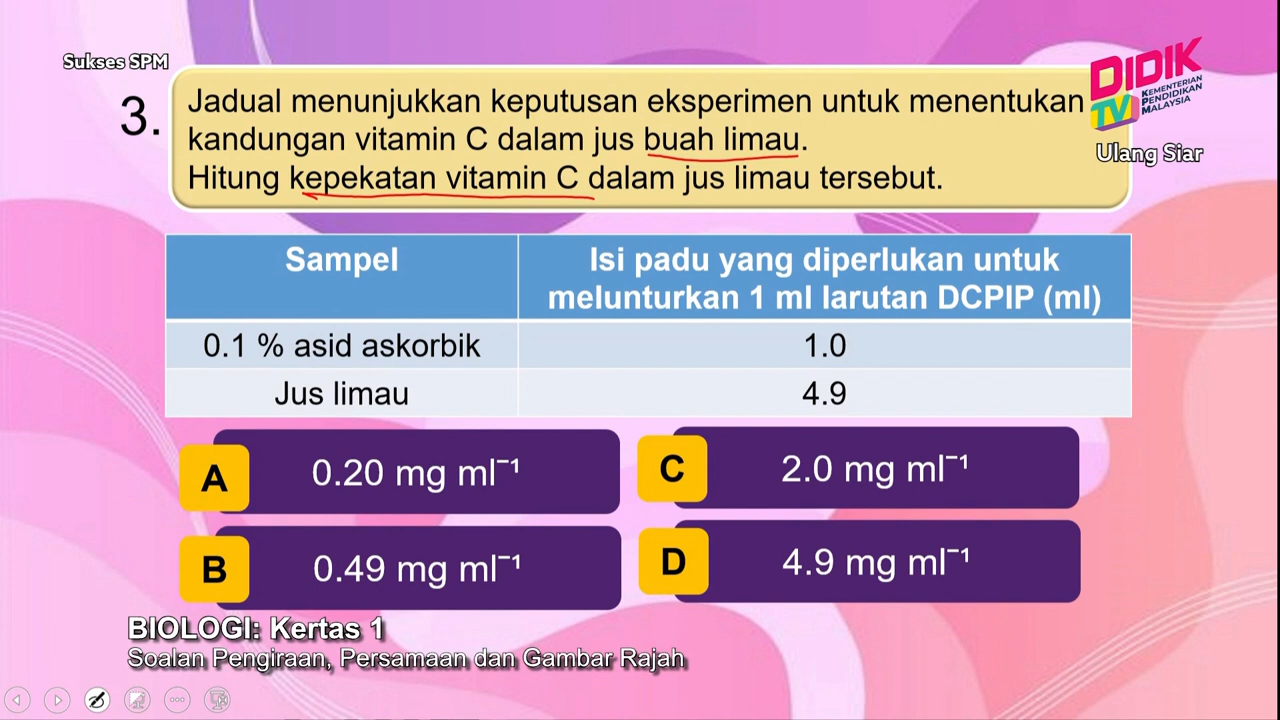 Sukses SPM
3.
Jadual menunjukkan keputusan eksperimen untuk menentukan
kandungan vitamin C dalam jus buah limau.
Hitung kepekatan vitamin C dalam jus limau tersebut.
DIDIK
TV
KEMENTERIAN
PENDIDIKAN
MALAYSIA
Ulang Siar
Sampel
Isi padu yang diperlukan untuk
melunturkan 1 ml larutan DCPIP (ml)
0.1 % asid askorbik
1.0
Jus limau
4.9
A
0.20 mg ml⁻¹
C
2.0 mg ml⁻¹
B
0.49 mg ml⁻¹
D
4.9 mg ml⁻¹
BIOLOGI: Kertas 1
Soalan Pengiraan, Persamaan dan Gambar Rajah